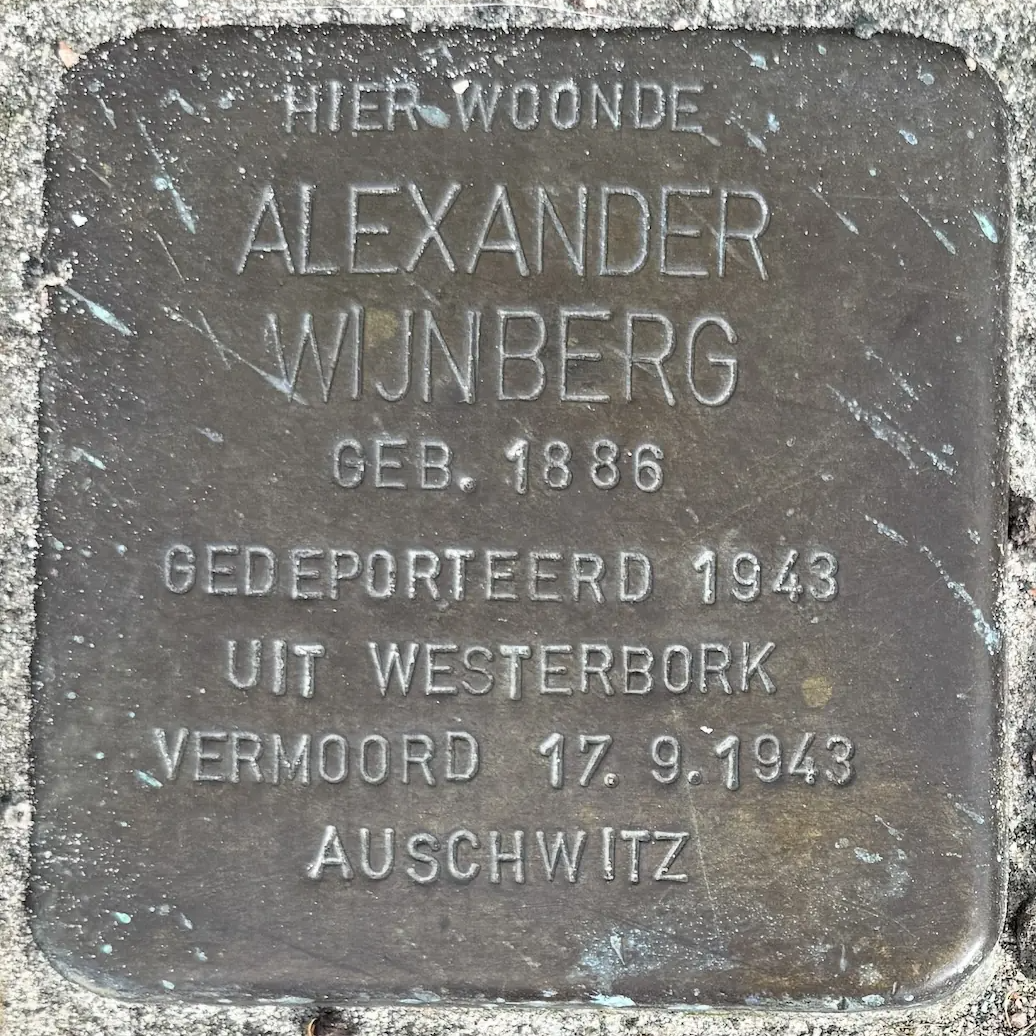 HIER WOONDE
ALEXANDER
WIJNBERG
GEB. 1886
GEDEPORTEERD 1943
UIT WESTERBORK
VERMOORD 17. 9. 1943
AUSCHWITZ